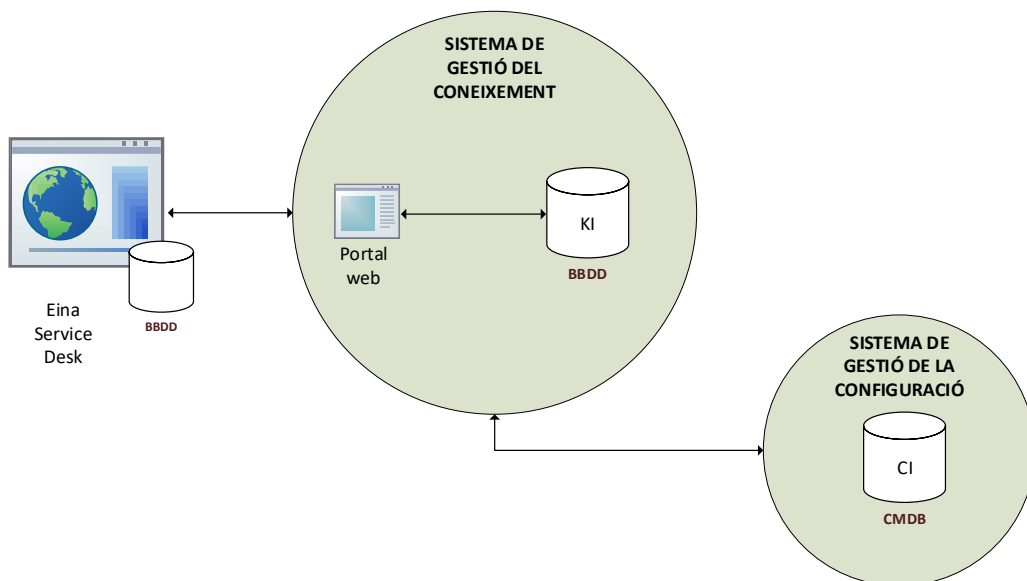 SISTEMA DE
GESTIÓ DEL
CONEIXEMENT
KI
Portal
web
BBDD
Eina
Service
Desk
BBDD
SISTEMA DE
GESTIÓ DE LA
CONFIGURACIÓ
CI
CMDB